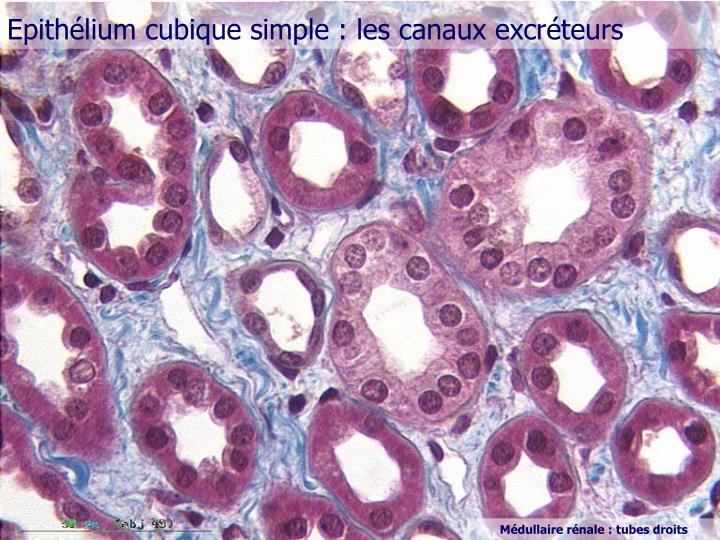 Epithélium cubique simple : les canaux excréteurs
Médullaire rénale : tubes droits